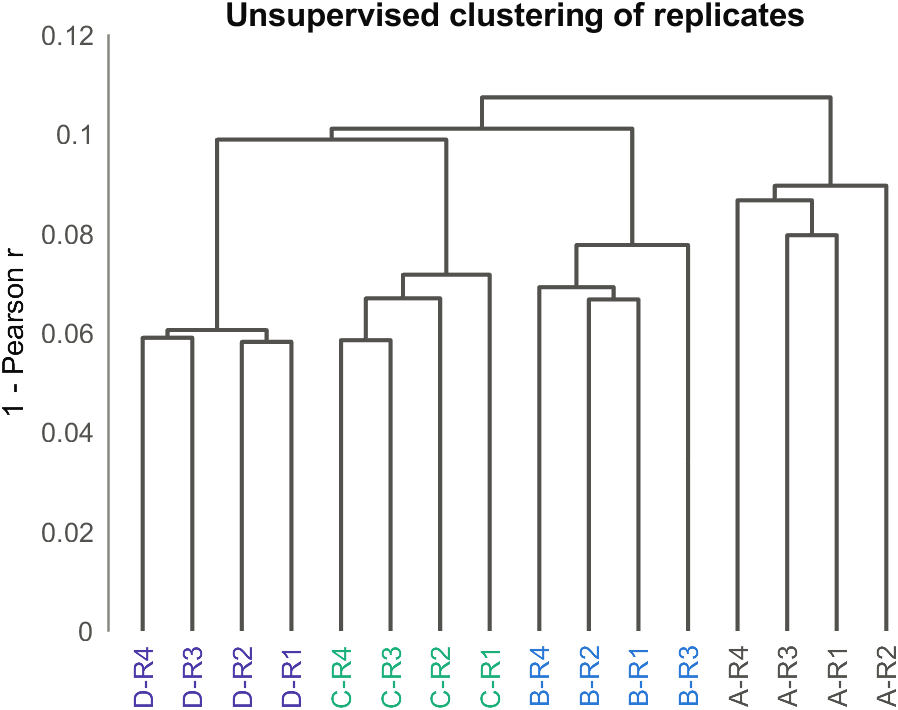 Unsupervised clustering of replicates
0.12
0.1
0.08
0.06
0.04
0.02
0
1 - Pearson r
D-R4
D-R3
D-R2
D-R1
C-R4
C-R3
C-R2
C-R1
B-R4
B-R2
B-R1
B-R3
A-R4
A-R3
A-R1
A-R2